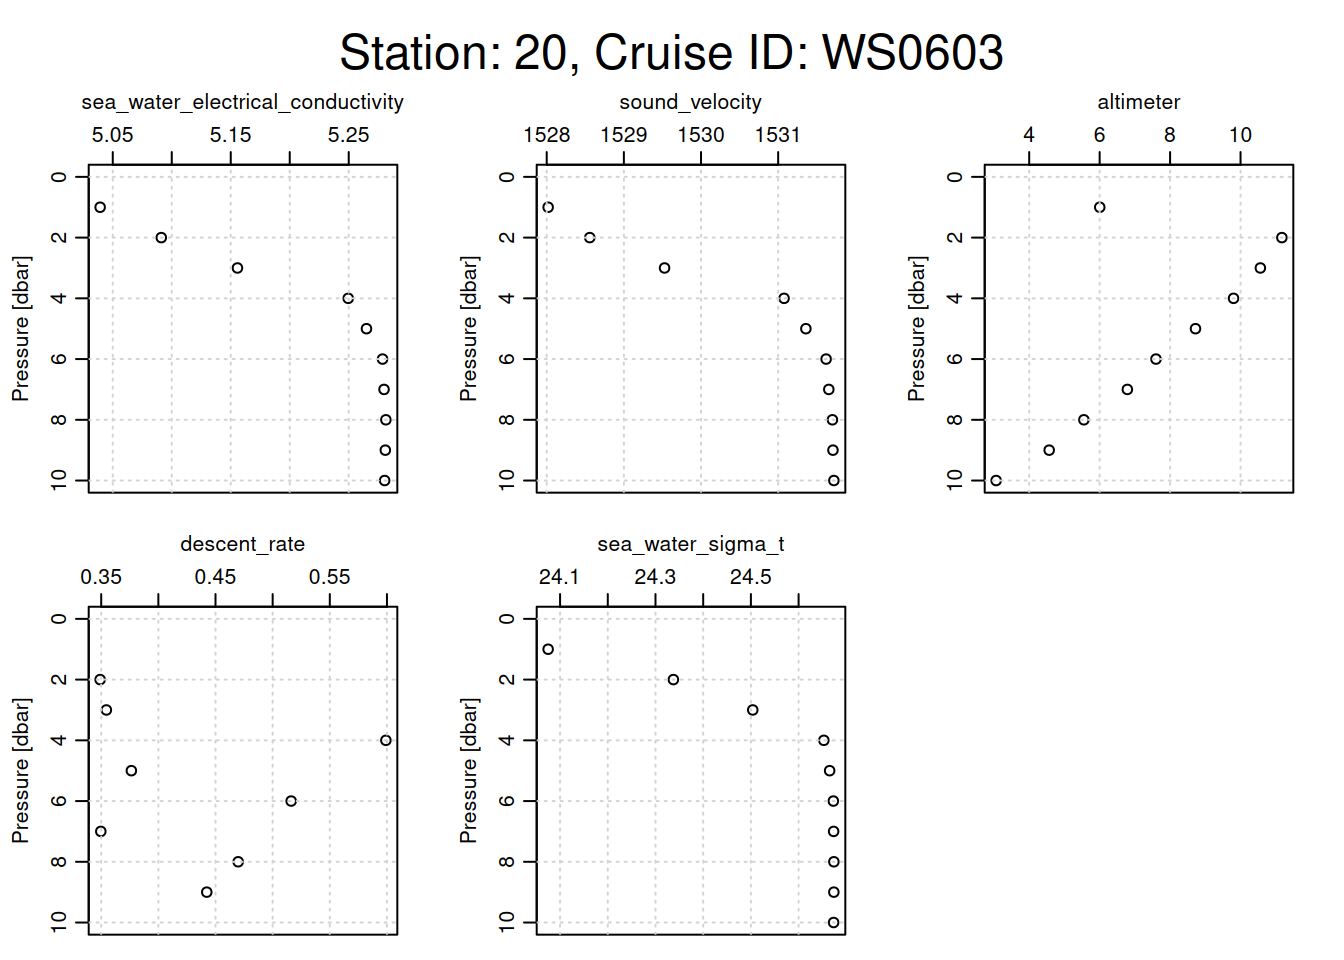 Station: 20, Cruise ID: WS0603
sea_water_electrical_conductivity
5.05 5.15 5.25
Pressure [dbar]
0
2
4
6
8
10
sound_velocity
1528 1529 1530 1531
Pressure [dbar]
0
2
4
6
8
10
altimeter
4 6 8 10
Pressure [dbar]
0
2
4
6
8
10
descent_rate
0.35 0.45 0.55
Pressure [dbar]
0
2
4
6
8
10
sea_water_sigma_t
24.1 24.3 24.5
Pressure [dbar]
0
2
4
6
8
10